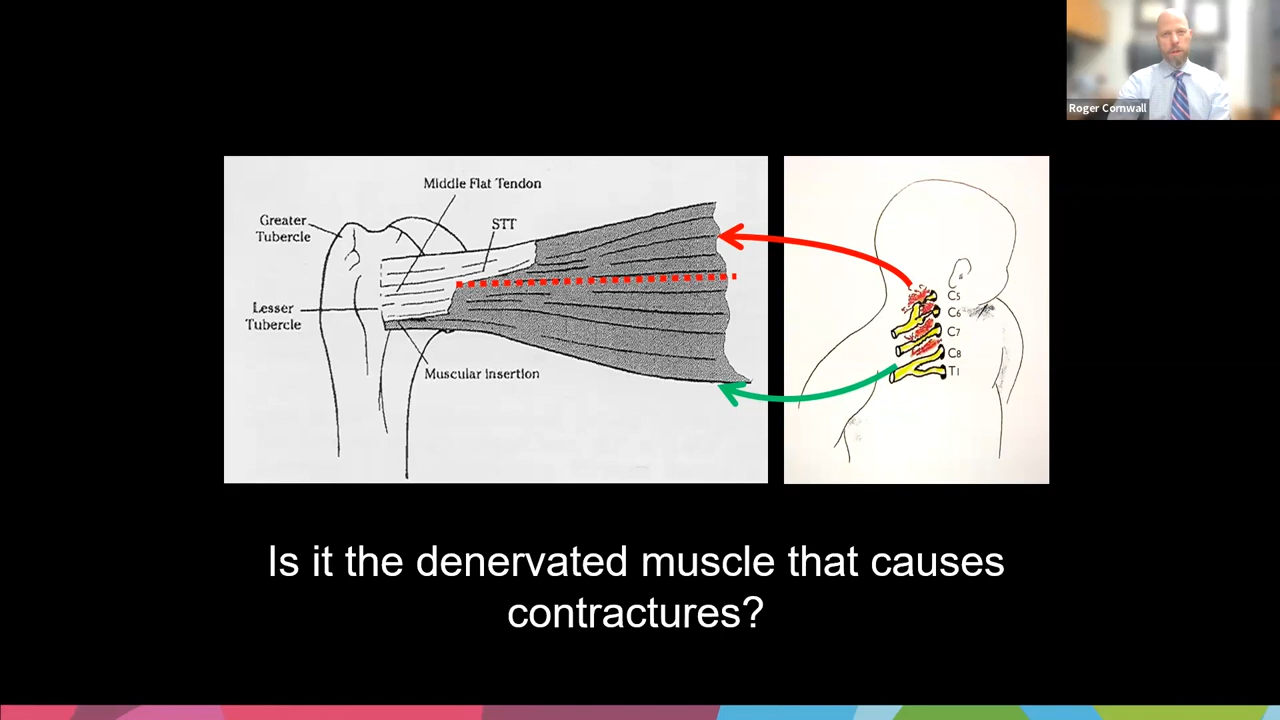 Roger Cornwall
Middle Flat Tendon
Greater
Tubercle
STT
Lesser
Tubercle
Muscular insertion
C5
C6
C7
C8
T1
Is it the denervated muscle that causes
contractures?